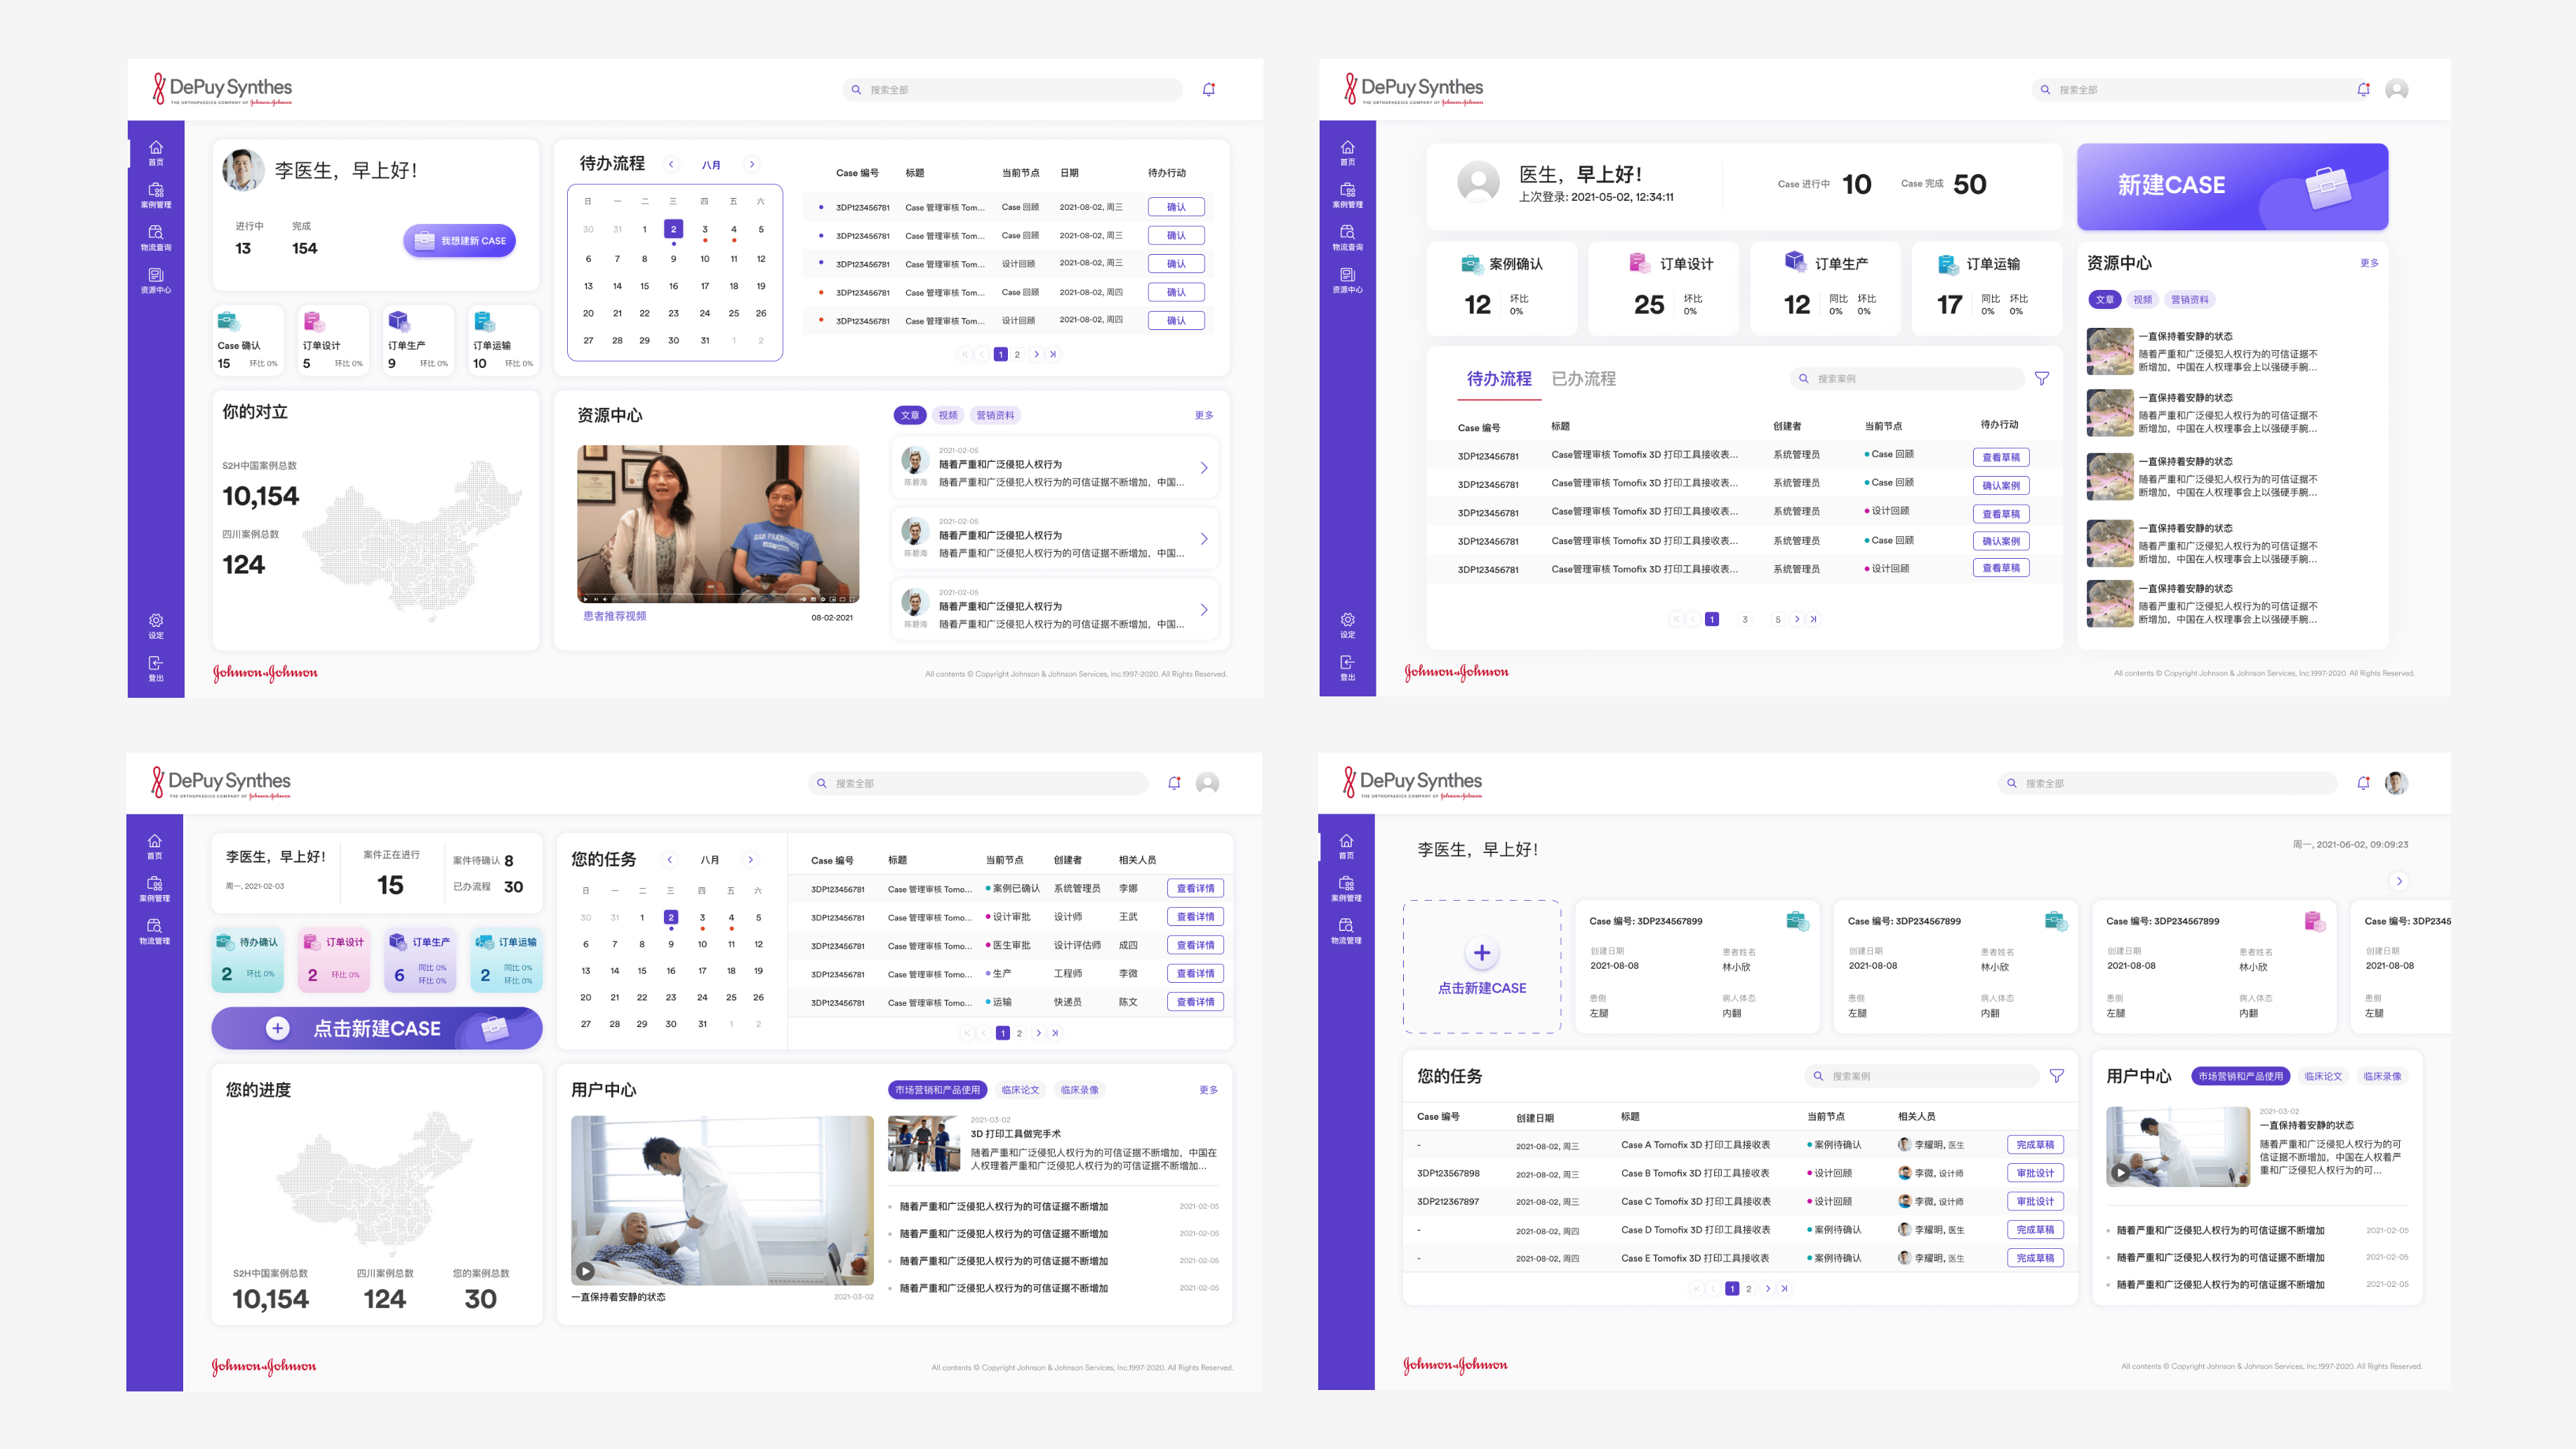 DePuy Synthes
THE ORTHOPAEDICS COMPANY OF Johnson&Johnson
搜索全部
首页
案例管理
物流查询
资源中心
设定
登出
李医生，早上好！
进行中 完成
13 154
我想建新 CASE
Case 确认
15 环比 0%
订单设计
5 环比 0%
订单生产
9 环比 0%
订单运输
10 环比 0%
待办流程 八月
日 一 二 三 四 五 六
30 31 1 2 3 4 5
6 7 8 9 10 11 12
13 14 15 16 17 18 19
20 21 22 23 24 25 26
27 28 29 30 31 1 2
Case 编号 标题 当前节点 日期 待办行动
3DP123456781 Case 管理审核 Tom... Case 回顾 2021-08-02, 周三 确认
3DP123456781 Case 管理审核 Tom... Case 回顾 2021-08-02, 周三 确认
3DP123456781 Case 管理审核 Tom... 设计回顾 2021-08-02, 周三 确认
3DP123456781 Case 管理审核 Tom... Case 回顾 2021-08-02, 周四 确认
3DP123456781 Case 管理审核 Tom... 设计回顾 2021-08-02, 周四 确认
1 2
你的对立
S2H中国案例总数
10,154
四川案例总数
124
资源中心
文章 视频 营销资料 更多
SAN FRANCISCO
患者推荐视频 08-02-2021
2021-02-05
随着严重和广泛侵犯人权行为
陈碧海 随着严重和广泛侵犯人权行为的可信证据不断增加，中国...
2021-02-05
随着严重和广泛侵犯人权行为
陈碧海 随着严重和广泛侵犯人权行为的可信证据不断增加，中国...
2021-02-05
随着严重和广泛侵犯人权行为
陈碧海 随着严重和广泛侵犯人权行为的可信证据不断增加，中国...
Johnson&Johnson
All contents © Copyright Johnson & Johnson Services, Inc.1997-2020. All Rights Reserved.
DePuy Synthes
THE ORTHOPAEDICS COMPANY OF Johnson&Johnson
搜索全部
首页
案例管理
物流查询
资源中心
设定
登出
医生，早上好！
上次登录: 2021-05-02, 12:34:11
Case 进行中 10 Case 完成 50
新建CASE
案例确认
12 坏比 0%
订单设计
25 坏比 0%
订单生产
12 同比 0% 坏比 0%
订单运输
17 同比 0% 坏比 0%
待办流程 已办流程 搜索案例
Case 编号 标题 创建者 当前节点 待办行动
3DP123456781 Case管理审核 Tomofix 3D 打印工具接收表... 系统管理员 Case 回顾 查看草稿
3DP123456781 Case管理审核 Tomofix 3D 打印工具接收表... 系统管理员 Case 回顾 确认案例
3DP123456781 Case管理审核 Tomofix 3D 打印工具接收表... 系统管理员 设计回顾 查看草稿
3DP123456781 Case管理审核 Tomofix 3D 打印工具接收表... 系统管理员 Case 回顾 确认案例
3DP123456781 Case管理审核 Tomofix 3D 打印工具接收表... 系统管理员 设计回顾 查看草稿
1 3 5
资源中心 更多
文章 视频 营销资料
一直保持着安静的状态
随着严重和广泛侵犯人权行为的可信证据不
断增加，中国在人权理事会上以强硬手腕...
一直保持着安静的状态
随着严重和广泛侵犯人权行为的可信证据不
断增加，中国在人权理事会上以强硬手腕...
一直保持着安静的状态
随着严重和广泛侵犯人权行为的可信证据不
断增加，中国在人权理事会上以强硬手腕...
一直保持着安静的状态
随着严重和广泛侵犯人权行为的可信证据不
断增加，中国在人权理事会上以强硬手腕...
一直保持着安静的状态
随着严重和广泛侵犯人权行为的可信证据不
断增加，中国在人权理事会上以强硬手腕...
Johnson&Johnson
All contents © Copyright Johnson & Johnson Services, Inc.1997-2020. All Rights Reserved.
DePuy Synthes
THE ORTHOPAEDICS COMPANY OF Johnson&Johnson
搜索全部
首页
案例管理
物流管理
李医生，早上好！
周一, 2021-02-03
案件正在进行
15
案件待确认 8
已办流程 30
待办确认
2 环比 0%
订单设计
2 环比 0%
订单生产
6 同比 0% 环比 0%
订单运输
2 同比 0% 环比 0%
点击新建CASE
您的任务 八月
日 一 二 三 四 五 六
30 31 1 2 3 4 5
6 7 8 9 10 11 12
13 14 15 16 17 18 19
20 21 22 23 24 25 26
27 28 29 30 31 1 2
Case 编号 标题 当前节点 创建者 相关人员
3DP123456781 Case 管理审核 Tomo... 案例已确认 系统管理员 李娜 查看详情
3DP123456781 Case 管理审核 Tomo... 设计审批 设计师 王武 查看详情
3DP123456781 Case 管理审核 Tomo... 医生审批 设计评估师 成四 查看详情
3DP123456781 Case 管理审核 Tomo... 生产 工程师 李微 查看详情
3DP123456781 Case 管理审核 Tomo... 运输 快递员 陈文 查看详情
1 2
您的进度
S2H中国案例总数 四川案例总数 您的案例总数
10,154 124 30
用户中心
市场营销和产品使用 临床论文 临床录像 更多
一直保持着安静的状态 2021-03-02
2021-03-02
3D 打印工具做完手术
随着严重和广泛侵犯人权行为的可信证据不断增加，中国在
人权理着严重和广泛侵犯人权行为的可信证据不断增加...
随着严重和广泛侵犯人权行为的可信证据不断增加 2021-02-05
随着严重和广泛侵犯人权行为的可信证据不断增加 2021-02-05
随着严重和广泛侵犯人权行为的可信证据不断增加 2021-02-05
随着严重和广泛侵犯人权行为的可信证据不断增加 2021-02-05
Johnson&Johnson
All contents © Copyright Johnson & Johnson Services, Inc.1997-2020. All Rights Reserved.
DePuy Synthes
THE ORTHOPAEDICS COMPANY OF Johnson&Johnson
搜索全部
首页
案例管理
物流管理
李医生，早上好！
周一, 2021-06-02, 09:09:23
点击新建CASE
Case 编号: 3DP234567899
创建日期 患者姓名
2021-08-08 林小欣
患侧 病人体态
左腿 内翻
Case 编号: 3DP234567899
创建日期 患者姓名
2021-08-08 林小欣
患侧 病人体态
左腿 内翻
Case 编号: 3DP234567899
创建日期 患者姓名
2021-08-08 林小欣
患侧 病人体态
左腿 内翻
Case 编号: 3DP2345
创建日期
2021-08-08
患侧
左腿
您的任务 搜索案例
Case 编号 创建日期 标题 当前节点 相关人员
- 2021-08-02, 周三 Case A Tomofix 3D 打印工具接收表 案例待确认 李耀明, 医生 完成草稿
3DP123567898 2021-08-02, 周三 Case B Tomofix 3D 打印工具接收表 设计回顾 李微, 设计师 审批设计
3DP212367897 2021-08-02, 周三 Case C Tomofix 3D 打印工具接收表 设计回顾 李微, 设计师 审批设计
- 2021-08-02, 周四 Case D Tomofix 3D 打印工具接收表 案例待确认 李耀明, 医生 完成草稿
- 2021-08-02, 周四 Case E Tomofix 3D 打印工具接收表 案例待确认 李耀明, 医生 完成草稿
1 2
用户中心 市场营销和产品使用 临床论文 临床录像
2021-03-02
一直保持着安静的状态
随着严重和广泛侵犯人权行为的可
信证据不断增加，中国在人权着严
重和广泛侵犯人权行为的可...
随着严重和广泛侵犯人权行为的可信证据不断增加 2021-02-05
随着严重和广泛侵犯人权行为的可信证据不断增加 2021-02-05
随着严重和广泛侵犯人权行为的可信证据不断增加 2021-02-05
Johnson&Johnson
All contents © Copyright Johnson & Johnson Services, Inc.1997-2020. All Rights Reserved.